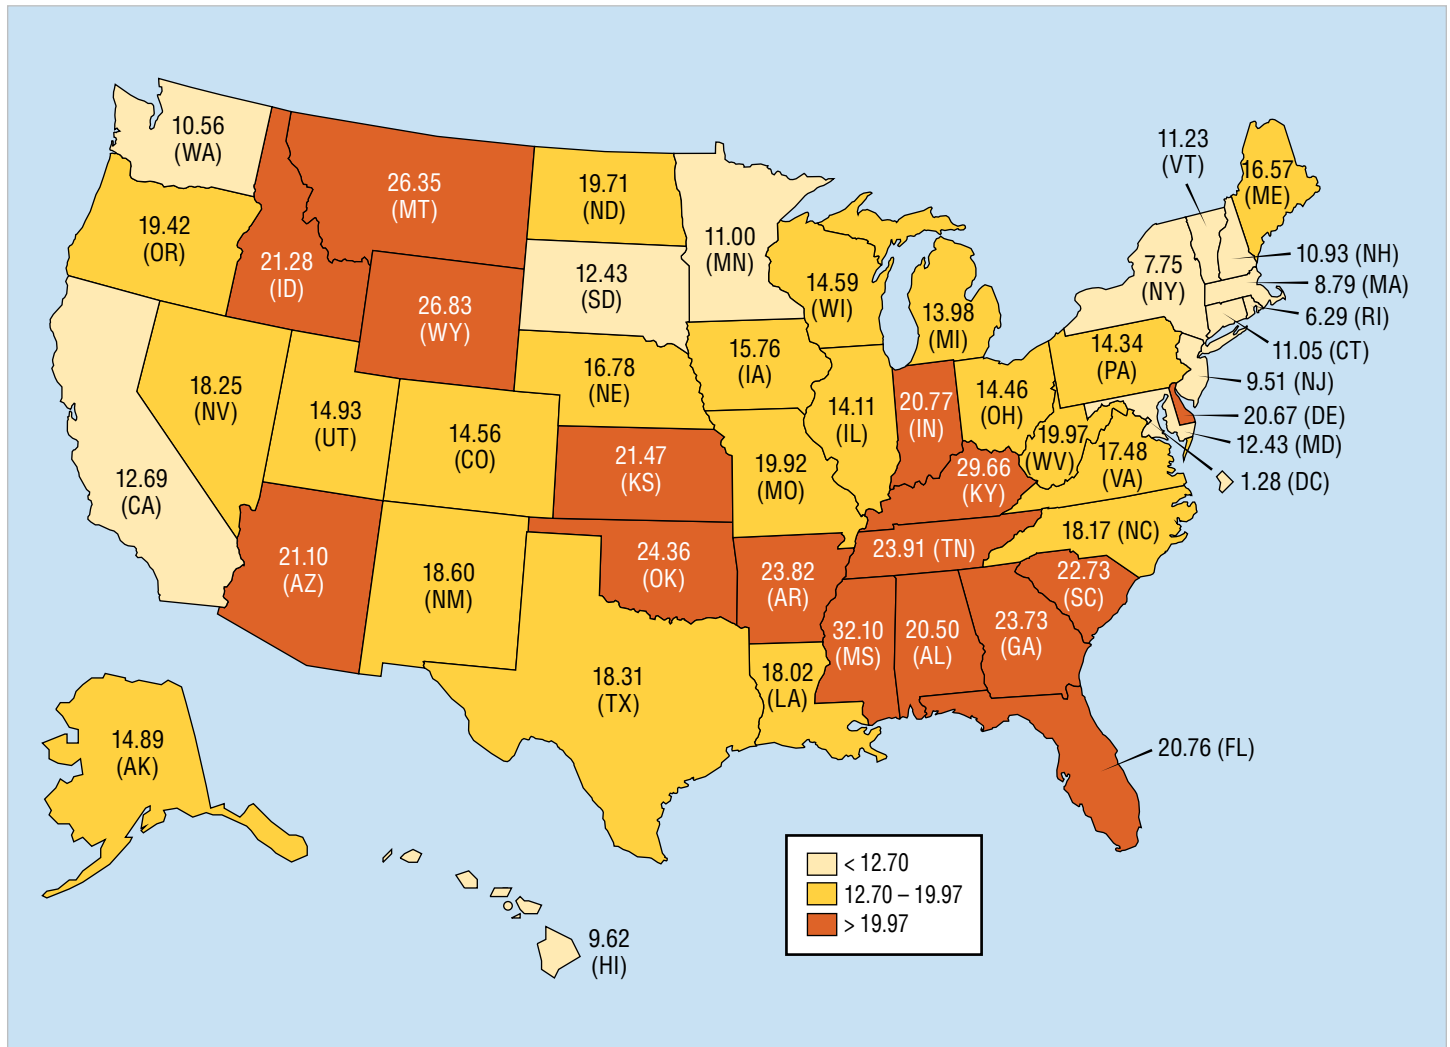 10.56
(WA)
19.42
(OR)
21.28
(ID)
26.35
(MT)
26.83
(WY)
19.71
(ND)
12.43
(SD)
11.00
(MN)
14.59
(WI)
13.98
(MI)
11.23
(VT)
16.57
(ME)
7.75
(NY)
10.93 (NH)
8.79 (MA)
6.29 (RI)
11.05 (CT)
9.51 (NJ)
20.67 (DE)
12.43 (MD)
1.28 (DC)
12.69
(CA)
18.25
(NV)
14.93
(UT)
14.56
(CO)
16.78
(NE)
15.76
(IA)
14.11
(IL)
20.77
(IN)
14.46
(OH)
14.34
(PA)
19.97
(WV)
17.48
(VA)
21.47
(KS)
19.92
(MO)
29.66
(KY)
18.17 (NC)
23.91 (TN)
21.10
(AZ)
18.60
(NM)
24.36
(OK)
23.82
(AR)
22.73
(SC)
32.10
(MS)
20.50
(AL)
23.73
(GA)
18.31
(TX)
18.02
(LA)
20.76 (FL)
14.89
(AK)
9.62
(HI)
< 12.70
12.70 – 19.97
> 19.97